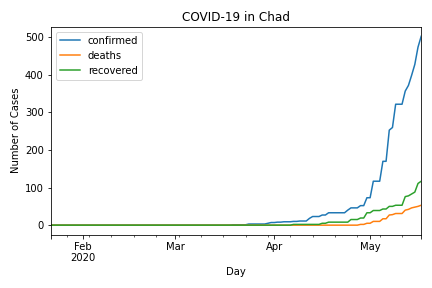 COVID-19 in Chad
confirmed
deaths
recovered
Number of Cases
500
400
300
200
100
0
Feb
2020
Mar
Apr
May
Day